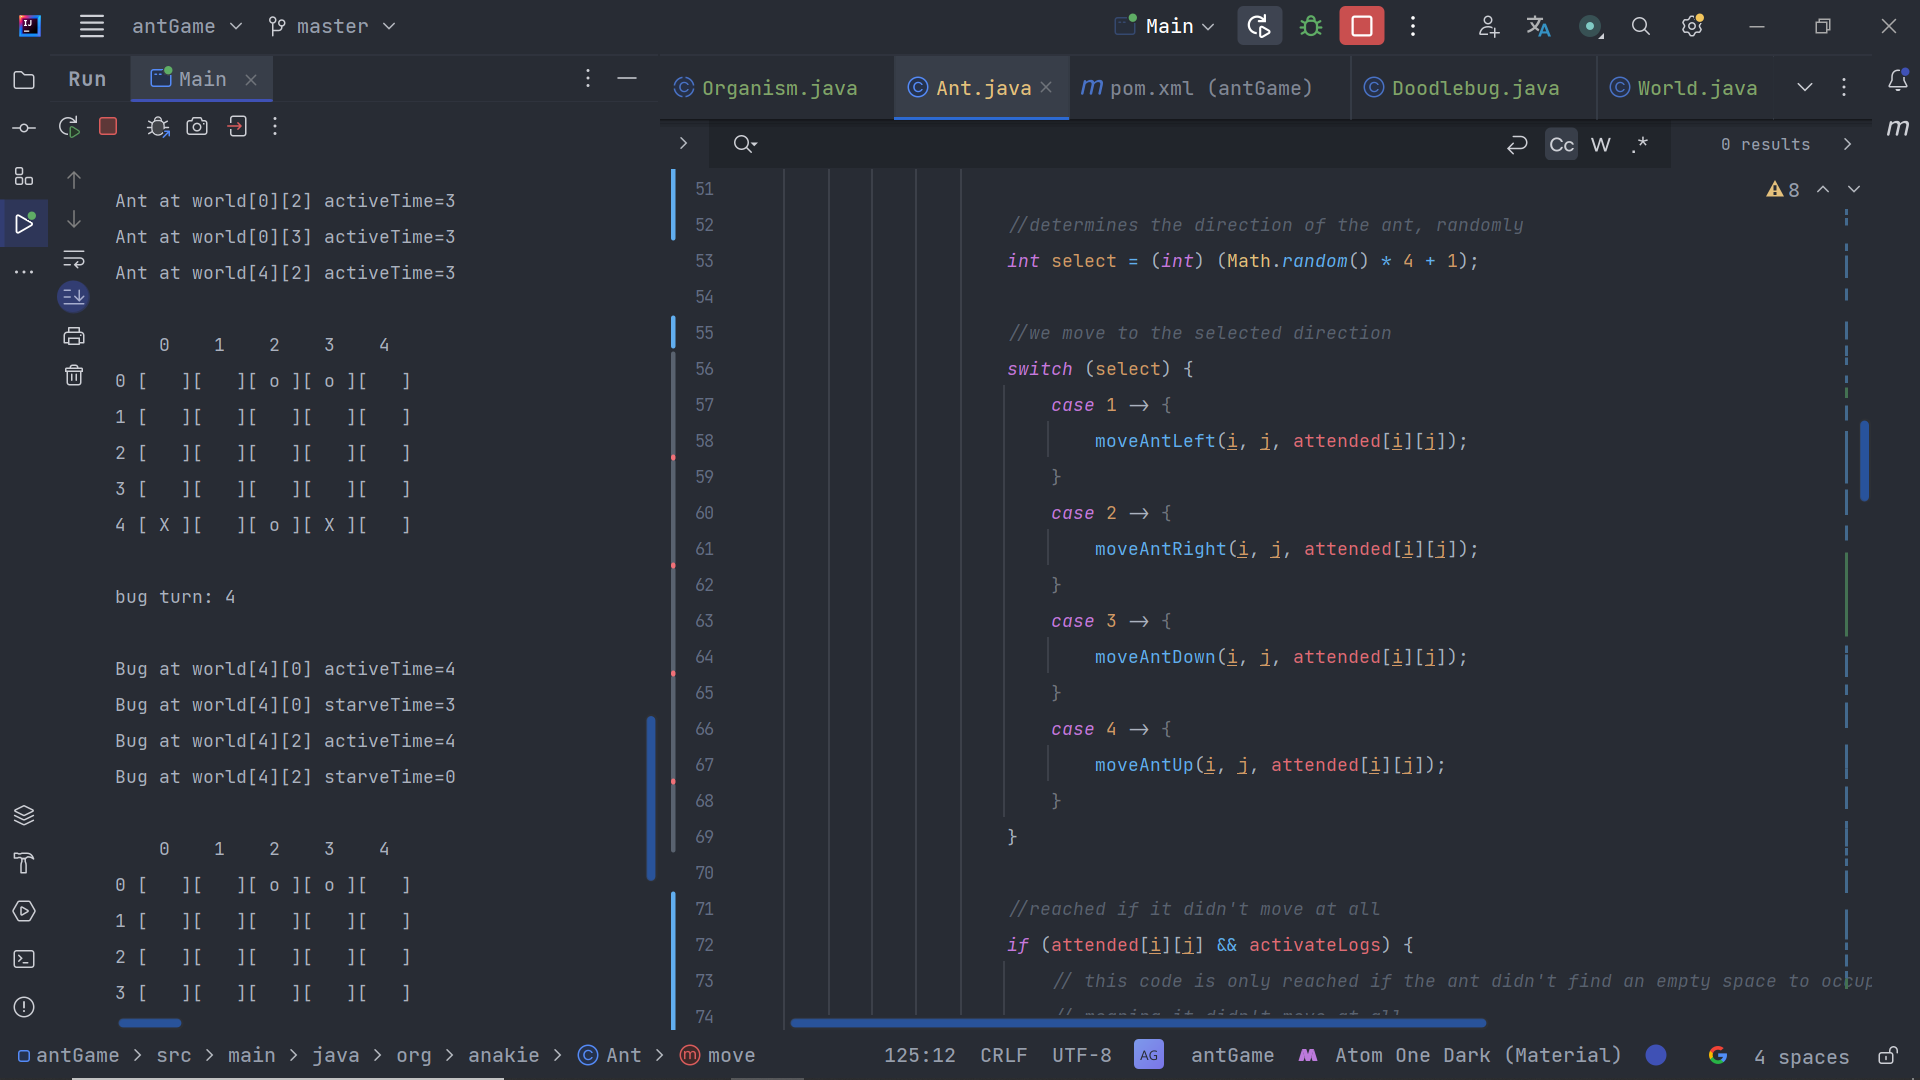 antGame master Main
Run Main
Organism.java Ant.java pom.xml (antGame) Doodlebug.java World.java
Cc W .* 0 results
8
Ant at world[0][2] activeTime=3
Ant at world[0][3] activeTime=3
Ant at world[4][2] activeTime=3
0 1 2 3 4
0 [   ][   ][ o ][ o ][   ]
1 [   ][   ][   ][   ][   ]
2 [   ][   ][   ][   ][   ]
3 [   ][   ][   ][   ][   ]
4 [ X ][   ][ o ][ X ][   ]
bug turn: 4
Bug at world[4][0] activeTime=4
Bug at world[4][0] starveTime=3
Bug at world[4][2] activeTime=4
Bug at world[4][2] starveTime=0
0 1 2 3 4
0 [   ][   ][ o ][ o ][   ]
1 [   ][   ][   ][   ][   ]
2 [   ][   ][   ][   ][   ]
3 [   ][   ][   ][   ][   ]
51
52 //determines the direction of the ant, randomly
53 int select = (int) (Math.random() * 4 + 1);
54
55 //we move to the selected direction
56 switch (select) {
57 case 1 -> {
58 moveAntLeft(i, j, attended[i][j]);
59 }
60 case 2 -> {
61 moveAntRight(i, j, attended[i][j]);
62 }
63 case 3 -> {
64 moveAntDown(i, j, attended[i][j]);
65 }
66 case 4 -> {
67 moveAntUp(i, j, attended[i][j]);
68 }
69 }
70
71 //reached if it didn't move at all
72 if (attended[i][j] && activateLogs) {
73 // this code is only reached if the ant didn't find an empty space to occup
74 // meaning it didn't move at all
antGame > src > main > java > org > anakie > Ant > move 125:12 CRLF UTF-8 AG antGame Atom One Dark (Material) 4 spaces